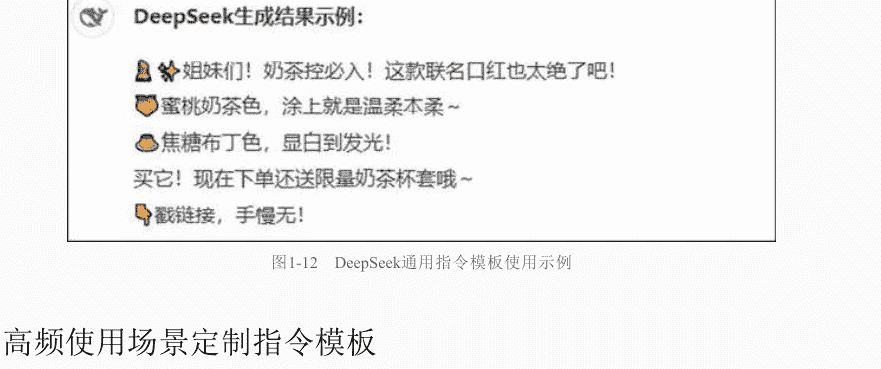 DeepSeek生成结果示例：
💄✨姐妹们！奶茶控必入！这款联名口红也太绝了吧！
🍑蜜桃奶茶色，涂上就是温柔本柔～
🍮焦糖布丁色，显白到发光！
买它！现在下单还送限量奶茶杯套哦～
👇戳链接，手慢无！
图1-12 DeepSeek通用指令模板使用示例
高频使用场景定制指令模板